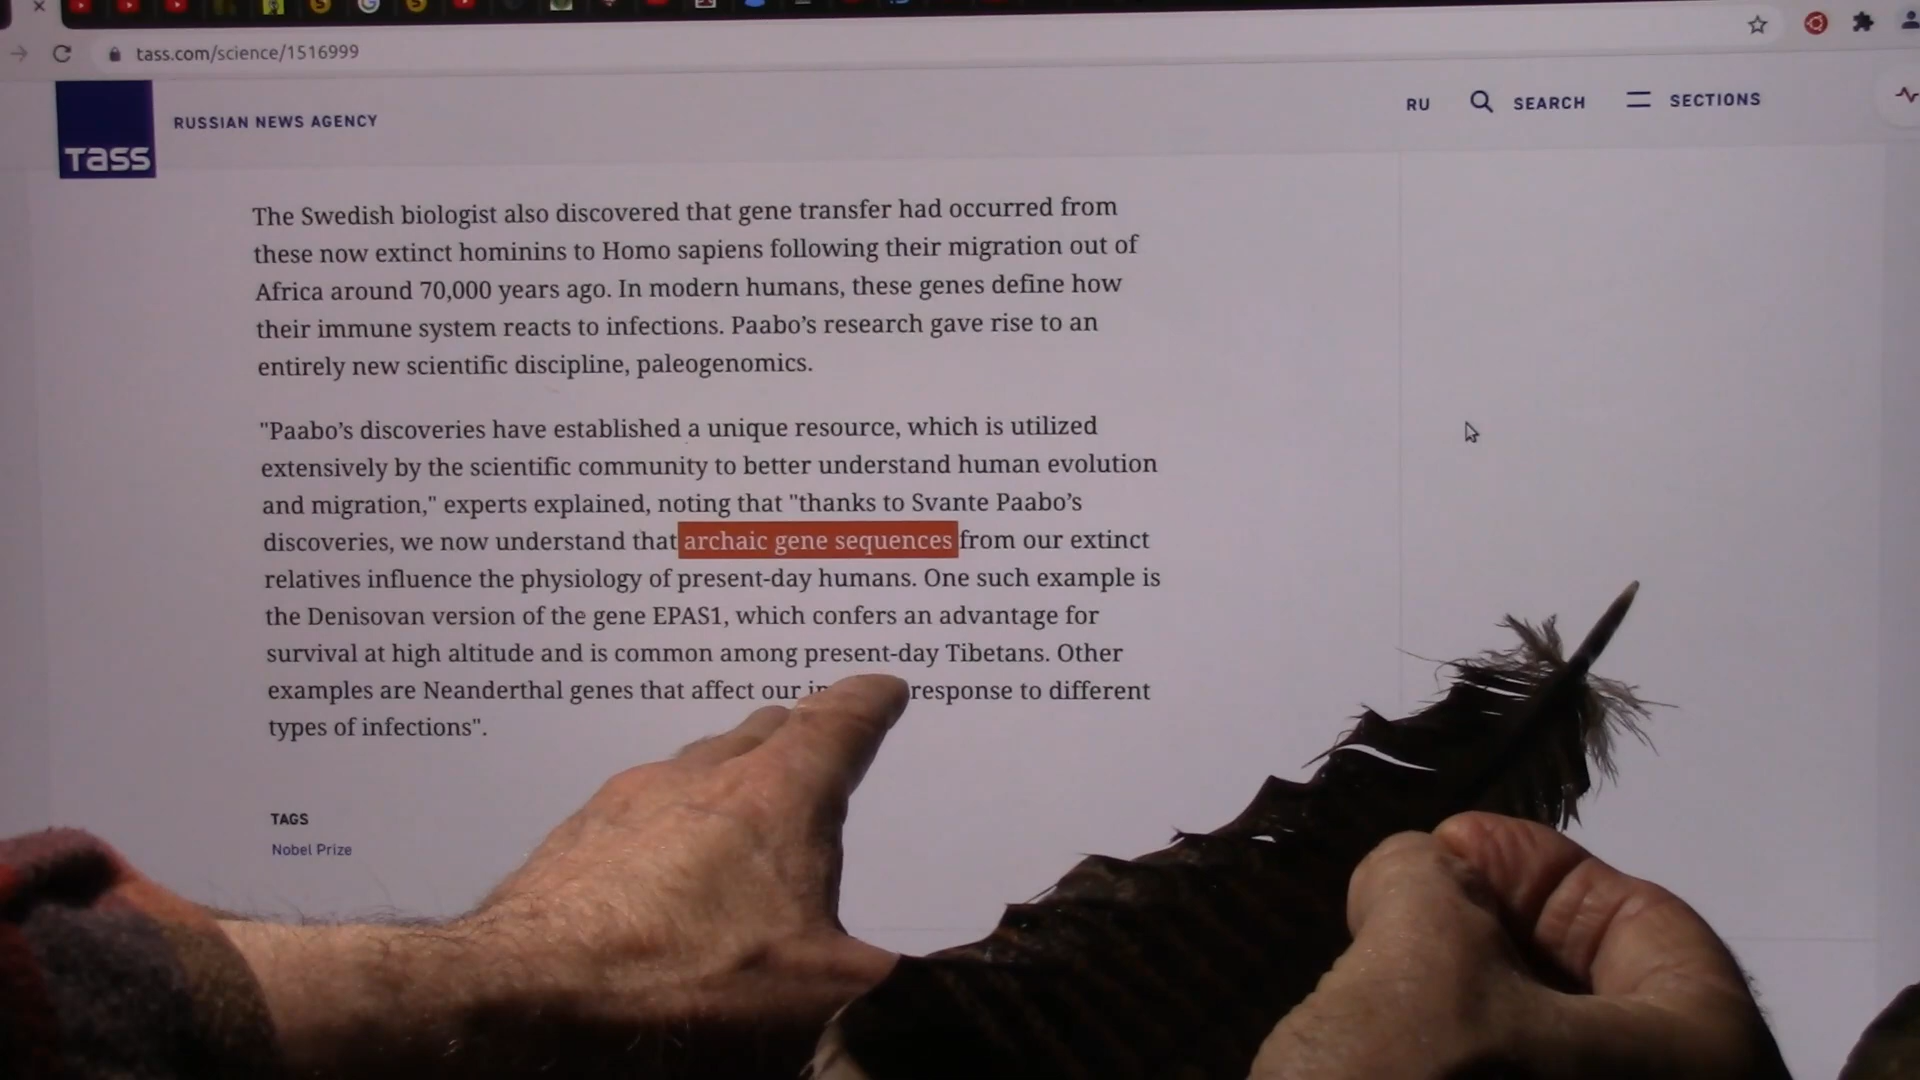 tass.com/science/1516999
TASS
RUSSIAN NEWS AGENCY
RU
SEARCH
SECTIONS
The Swedish biologist also discovered that gene transfer had occurred from
these now extinct hominins to Homo sapiens following their migration out of
Africa around 70,000 years ago. In modern humans, these genes define how
their immune system reacts to infections. Paabo’s research gave rise to an
entirely new scientific discipline, paleogenomics.
"Paabo’s discoveries have established a unique resource, which is utilized
extensively by the scientific community to better understand human evolution
and migration," experts explained, noting that "thanks to Svante Paabo’s
discoveries, we now understand that archaic gene sequences from our extinct
relatives influence the physiology of present-day humans. One such example is
the Denisovan version of the gene EPAS1, which confers an advantage for
survival at high altitude and is common among present-day Tibetans. Other
examples are Neanderthal genes that affect our response to different
types of infections".
TAGS
Nobel Prize